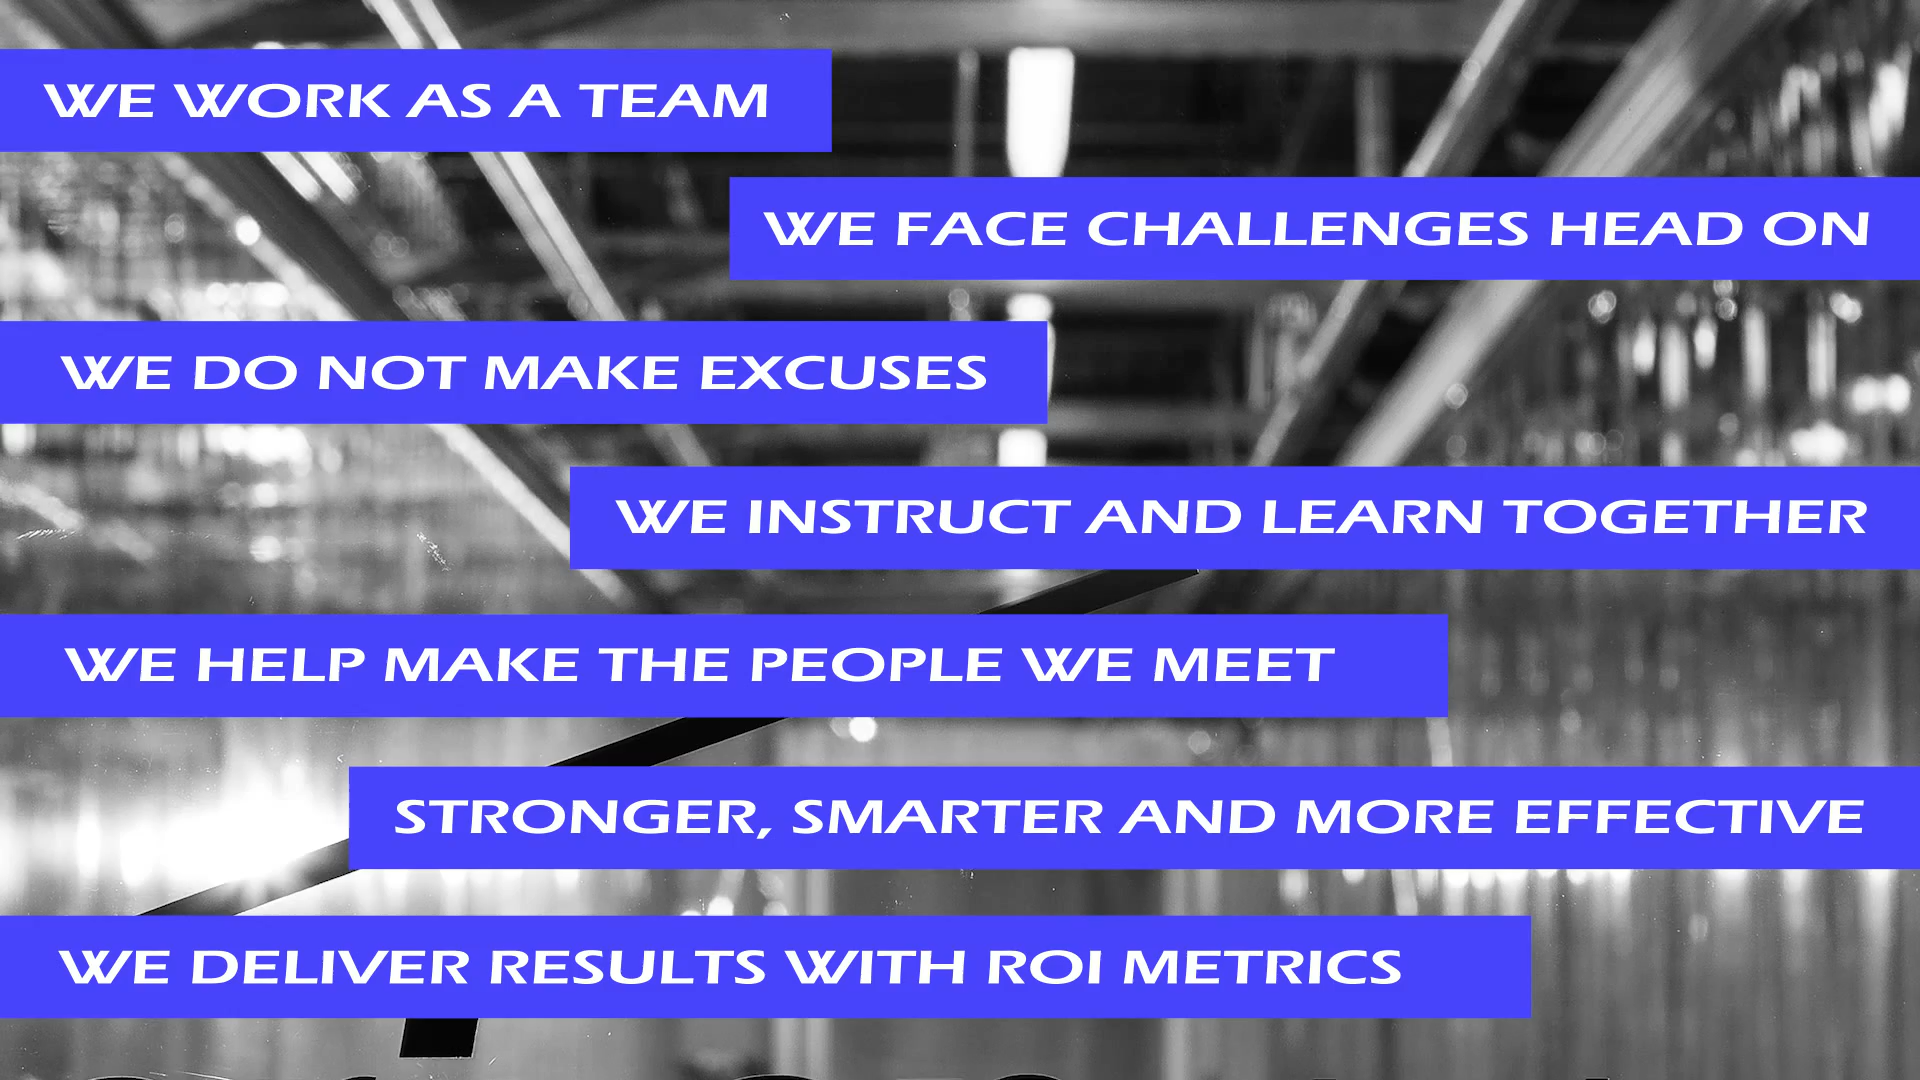 WE WORK AS A TEAM
WE FACE CHALLENGES HEAD ON
WE DO NOT MAKE EXCUSES
WE INSTRUCT AND LEARN TOGETHER
WE HELP MAKE THE PEOPLE WE MEET
STRONGER, SMARTER AND MORE EFFECTIVE
WE DELIVER RESULTS WITH ROI METRICS